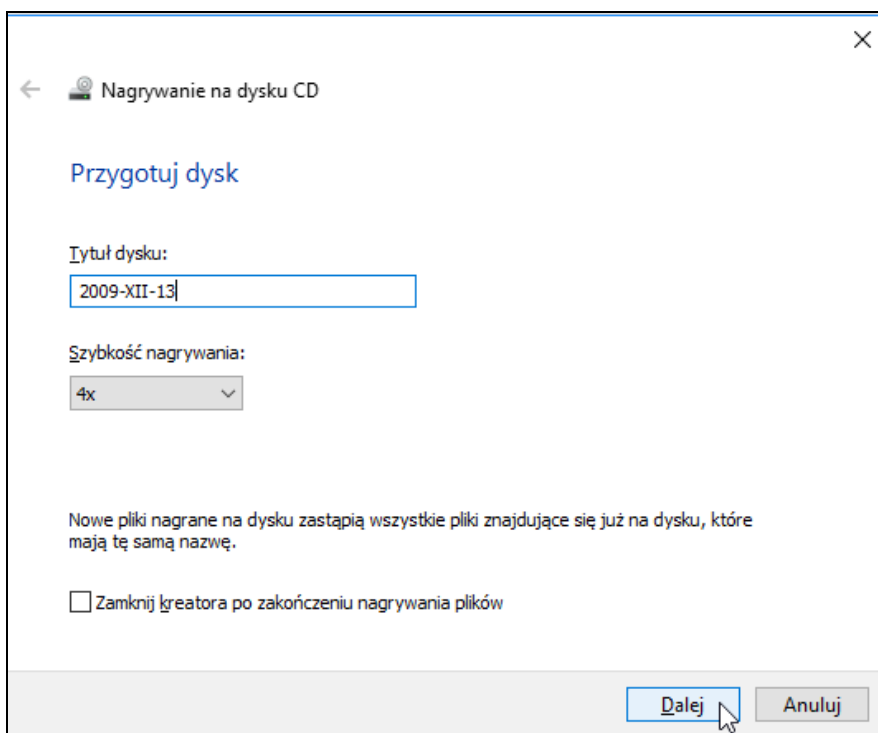 Nagrywanie na dysku CD
Przygotuj dysk
Tytuł dysku:
2009-XII-13
Szybkość nagrywania:
4x
Nowe pliki nagrane na dysku zastąpią wszystkie pliki znajdujące się już na dysku, które
mają tę samą nazwę.
Zamknij kreatora po zakończeniu nagrywania plików
Dalej
Anuluj